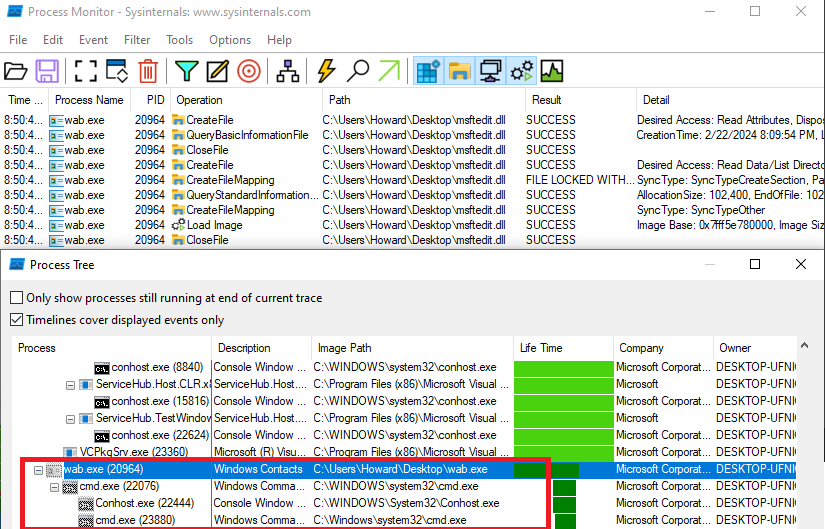 Process Monitor - Sysinternals: www.sysinternals.com
File Edit Event Filter Tools Options Help
Time ... Process Name PID Operation Path Result Detail
8:50:4... wab.exe 20964 CreateFile C:\Users\Howard\Desktop\msftedit.dll SUCCESS Desired Access: Read Attributes, Dispo
8:50:4... wab.exe 20964 QueryBasicInformationFile C:\Users\Howard\Desktop\msftedit.dll SUCCESS CreationTime: 2/22/2024 8:09:54 PM, L
8:50:4... wab.exe 20964 CloseFile C:\Users\Howard\Desktop\msftedit.dll SUCCESS
8:50:4... wab.exe 20964 CreateFile C:\Users\Howard\Desktop\msftedit.dll SUCCESS Desired Access: Read Data/List Director
8:50:4... wab.exe 20964 CreateFileMapping C:\Users\Howard\Desktop\msftedit.dll FILE LOCKED WITH... SyncType: SyncTypeCreateSection, Pa
8:50:4... wab.exe 20964 QueryStandardInformation... C:\Users\Howard\Desktop\msftedit.dll SUCCESS AllocationSize: 102,400, EndOfFile: 102
8:50:4... wab.exe 20964 CreateFileMapping C:\Users\Howard\Desktop\msftedit.dll SUCCESS SyncType: SyncTypeOther
8:50:4... wab.exe 20964 Load Image C:\Users\Howard\Desktop\msftedit.dll SUCCESS Image Base: 0x7fff5e780000, Image Siz
8:50:4... wab.exe 20964 CloseFile C:\Users\Howard\Desktop\msftedit.dll SUCCESS
Process Tree
Only show processes still running at end of current trace
Timelines cover displayed events only
Process Description Image Path Life Time Company Owner
conhost.exe (8840) Console Window ... C:\WINDOWS\system32\conhost.exe Microsoft Corporat... DESKTOP-UFNI
ServiceHub.Host.CLR.x8 ServiceHub.Host.... C:\Program Files (x86)\Microsoft Visual ... Microsoft DESKTOP-UFNI
conhost.exe (15816) Console Window ... C:\WINDOWS\system32\conhost.exe Microsoft Corporat... DESKTOP-UFNI
ServiceHub.TestWindow ServiceHub.Host.... C:\Program Files (x86)\Microsoft Visual ... Microsoft DESKTOP-UFNI
conhost.exe (22624) Console Window ... C:\WINDOWS\system32\conhost.exe Microsoft Corporat... DESKTOP-UFNI
VCPkgSrv.exe (23360) Microsoft (R) Visu... C:\Program Files (x86)\Microsoft Visual ... Microsoft Corporat... DESKTOP-UFNI
wab.exe (20964) Windows Contacts C:\Users\Howard\Desktop\wab.exe Microsoft Corporat... DESKTOP-UFNI
cmd.exe (22076) Windows Comma... C:\WINDOWS\system32\cmd.exe Microsoft Corporat... DESKTOP-UFNI
Conhost.exe (22444) Console Window ... C:\WINDOWS\System32\Conhost.exe Microsoft Corporat... DESKTOP-UFNI
cmd.exe (23880) Windows Comma... C:\Windows\system32\cmd.exe Microsoft Corporat... DESKTOP-UFNI